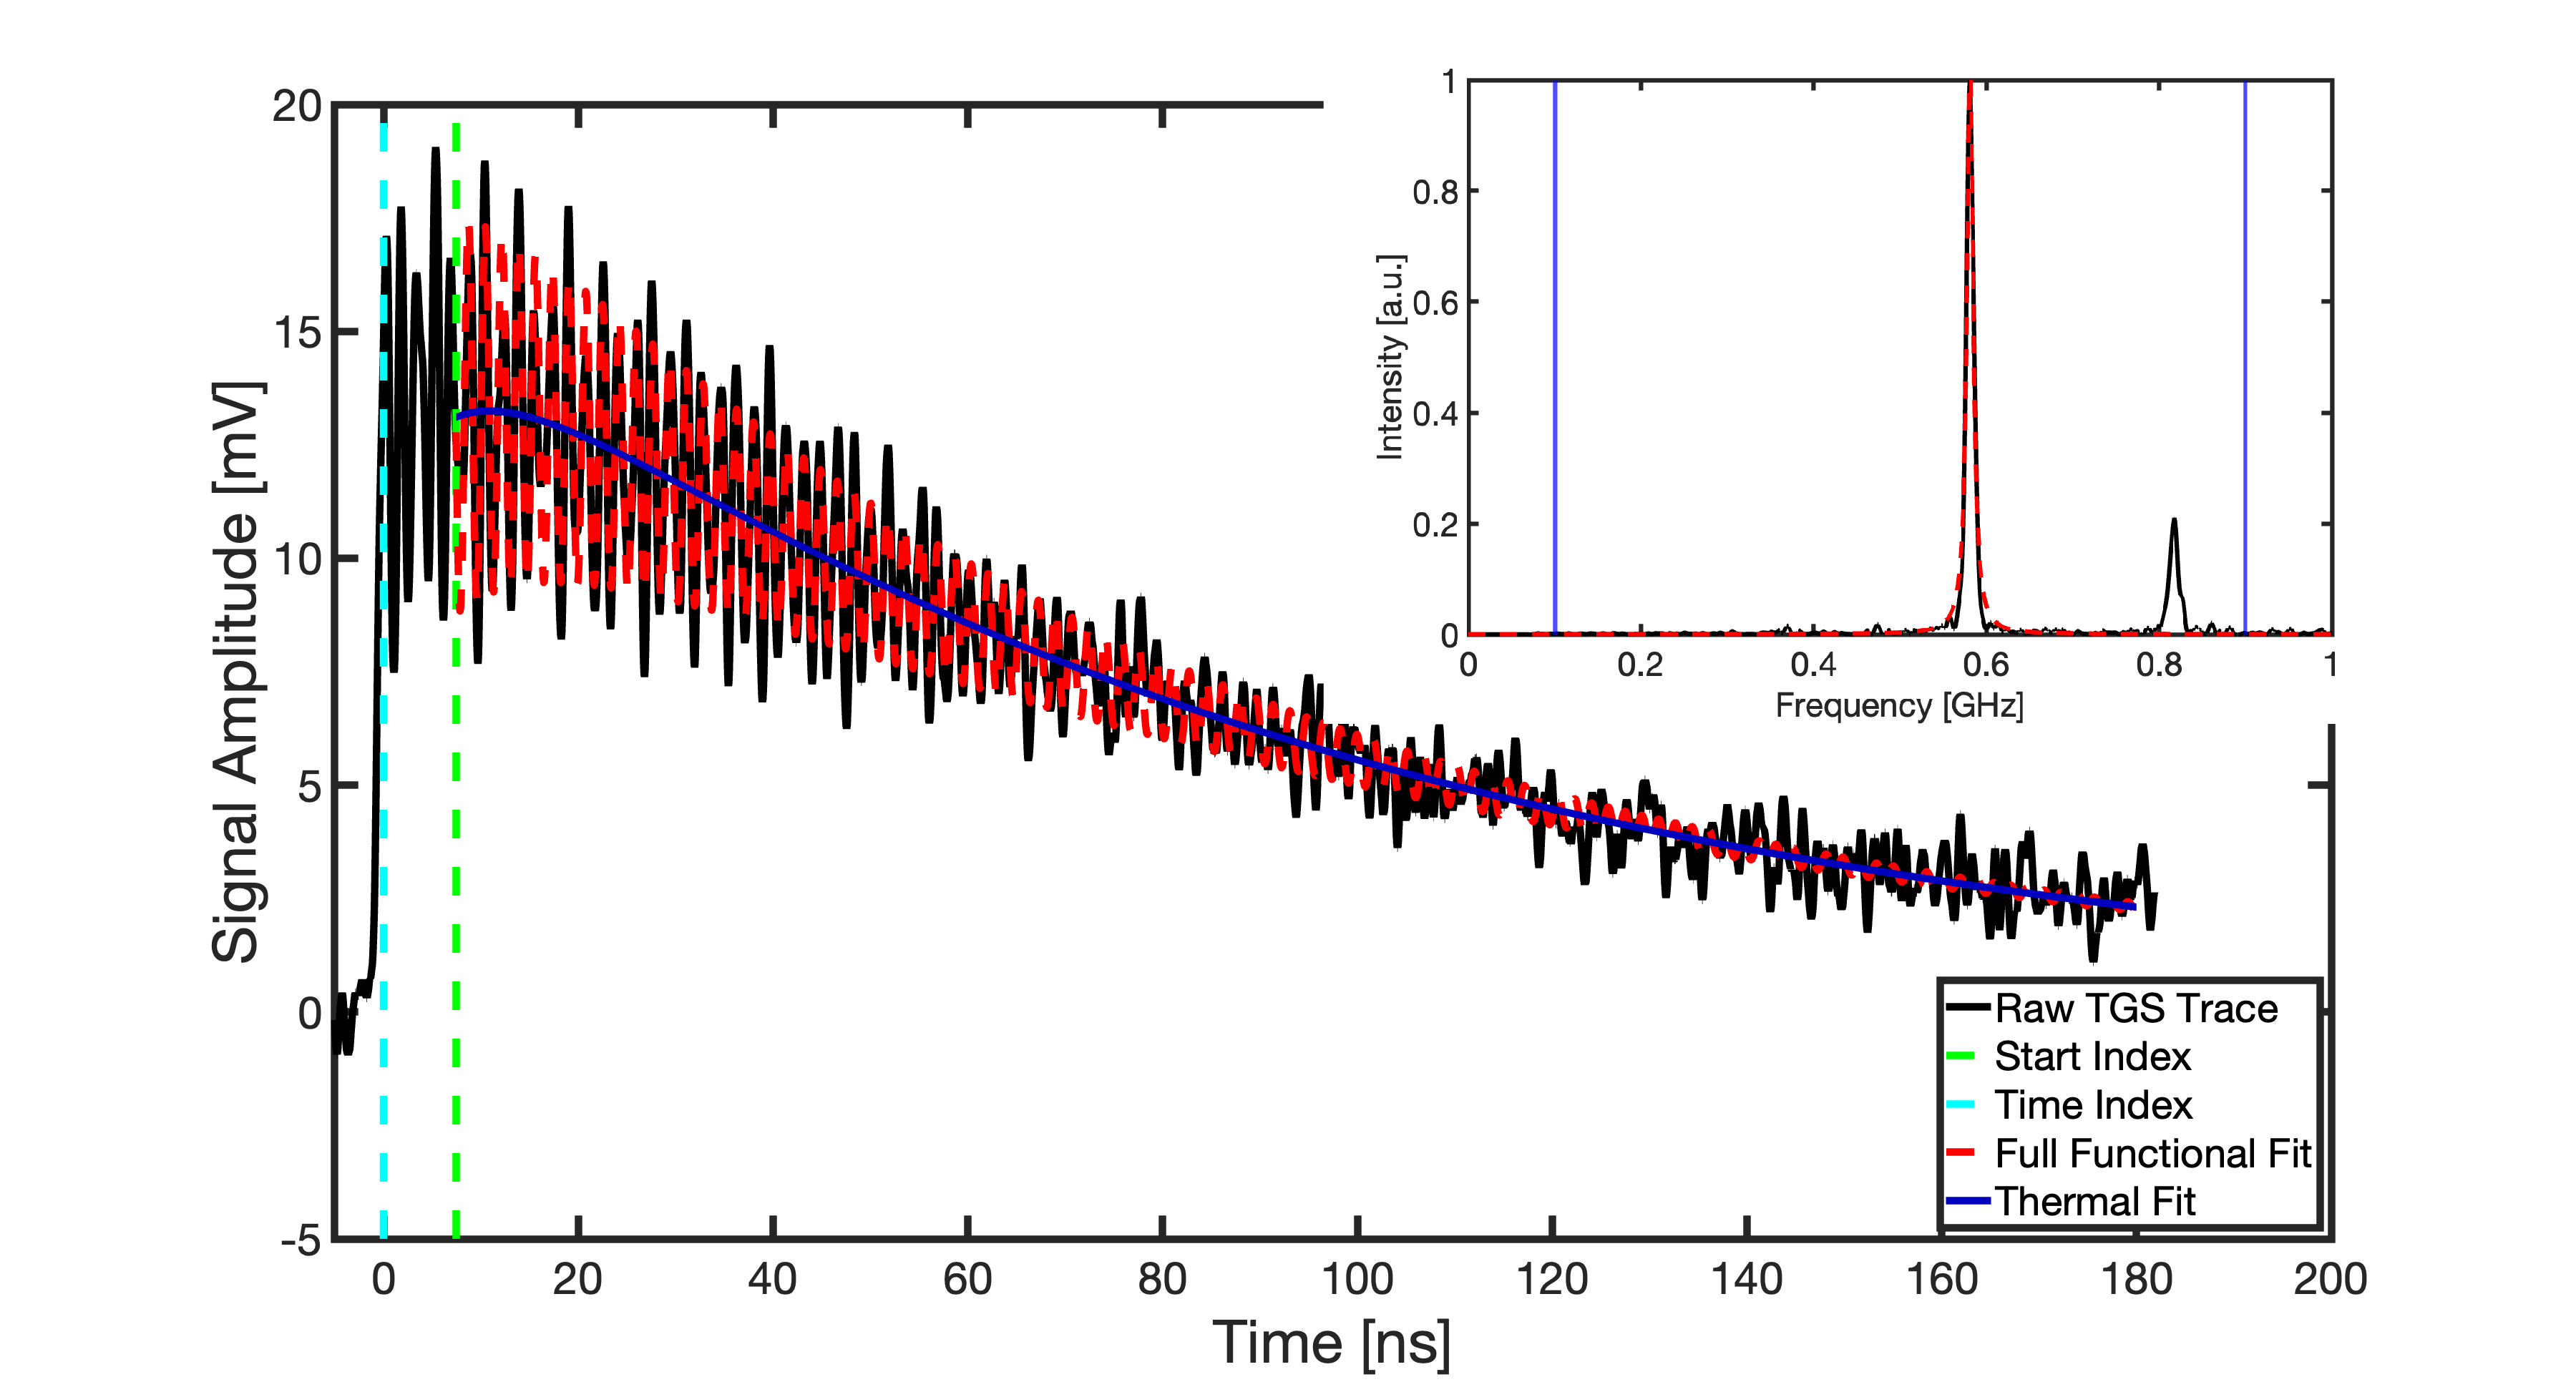 20
15
10
5
0
-5
Signal Amplitude [mV]
0 20 40 60 80 100 120 140 160 180 200
Time [ns]
1
0.8
0.6
0.4
0.2
0
Intensity [a.u.]
0 0.2 0.4 0.6 0.8 1
Frequency [GHz]
Raw TGS Trace
Start Index
Time Index
Full Functional Fit
Thermal Fit